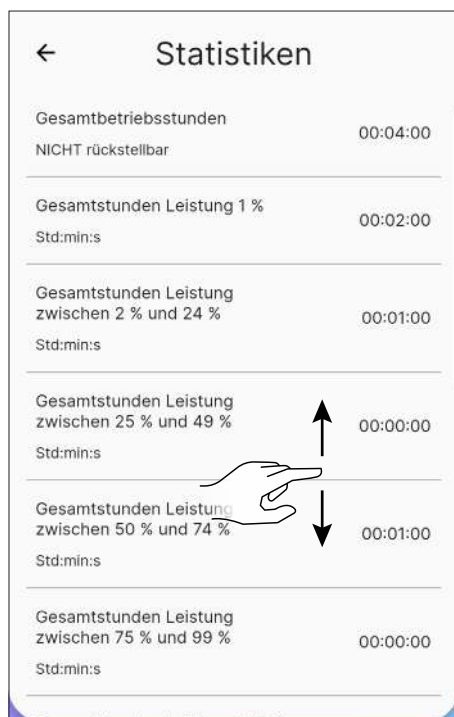 Statistiken
Gesamtbetriebsstunden
NICHT rückstellbar
00:04:00
Gesamtstunden Leistung 1 %
Std:min:s
00:02:00
Gesamtstunden Leistung
zwischen 2 % und 24 %
Std:min:s
00:01:00
Gesamtstunden Leistung
zwischen 25 % und 49 %
Std:min:s
00:00:00
Gesamtstunden Leistung
zwischen 50 % und 74 %
Std:min:s
00:01:00
Gesamtstunden Leistung
zwischen 75 % und 99 %
Std:min:s
00:00:00